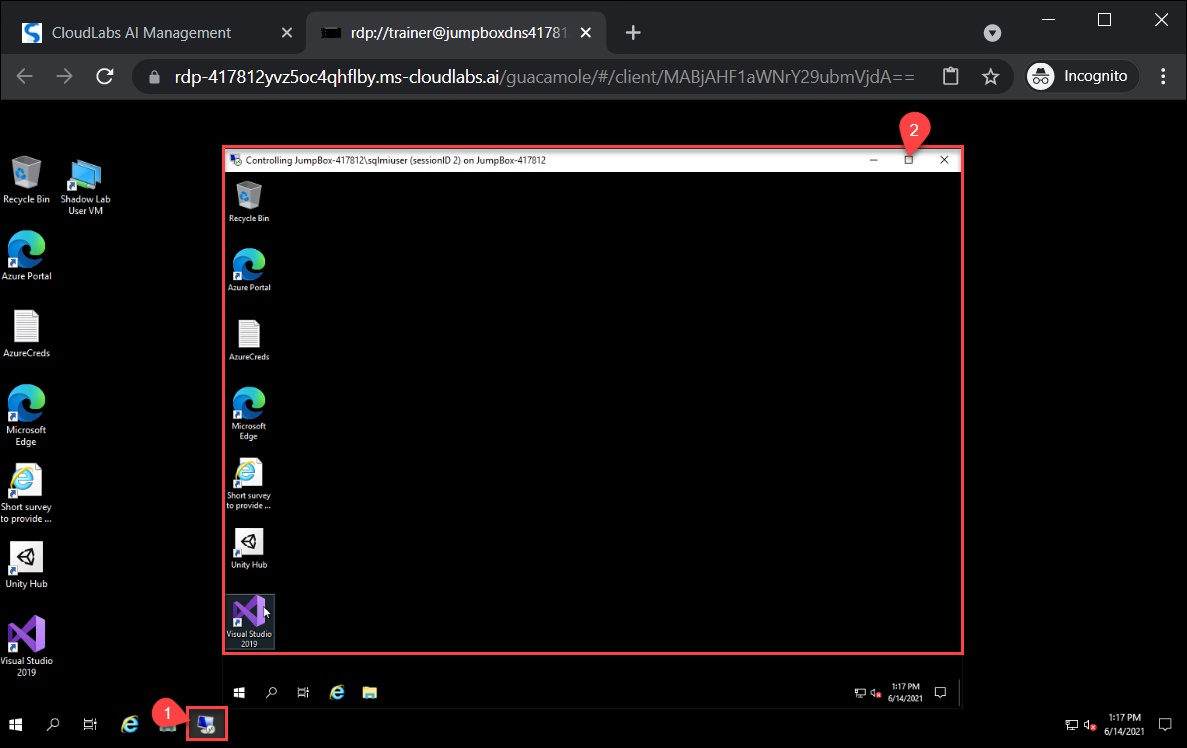 CloudLabs AI Management
rdp://trainer@jumpboxdns41781
rdp-417812yvz5oc4qhflby.ms-cloudlabs.ai/guacamole/#/client/MABjAHF1aWNrY29ubmVjdA==
Incognito
2
Controlling JumpBox-417812\sqlmiuser (sessionID 2) on JumpBox-417812
Recycle Bin
Shadow Lab
User VM
Azure Portal
AzureCreds
Microsoft
Edge
Short survey
to provide ...
Unity Hub
Visual Studio
2019
Recycle Bin
Azure Portal
AzureCreds
Microsoft
Edge
Short survey
to provide ...
Unity Hub
Visual Studio
2019
1:17 PM
6/14/2021
1
1:17 PM
6/14/2021